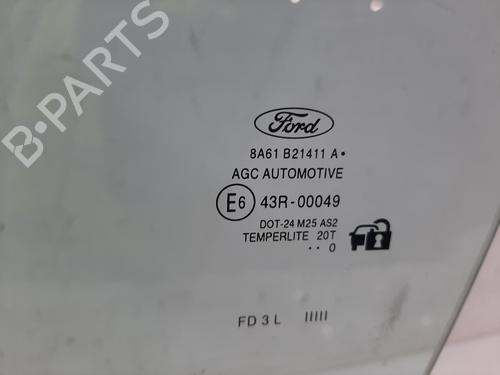 B-PARTS
Ford
8A61 B21411 A•
AGC AUTOMOTIVE
E6 43R-00049
DOT-24 M25 AS2
TEMPERLITE 20T
·· 0
FD 3 L IIIII